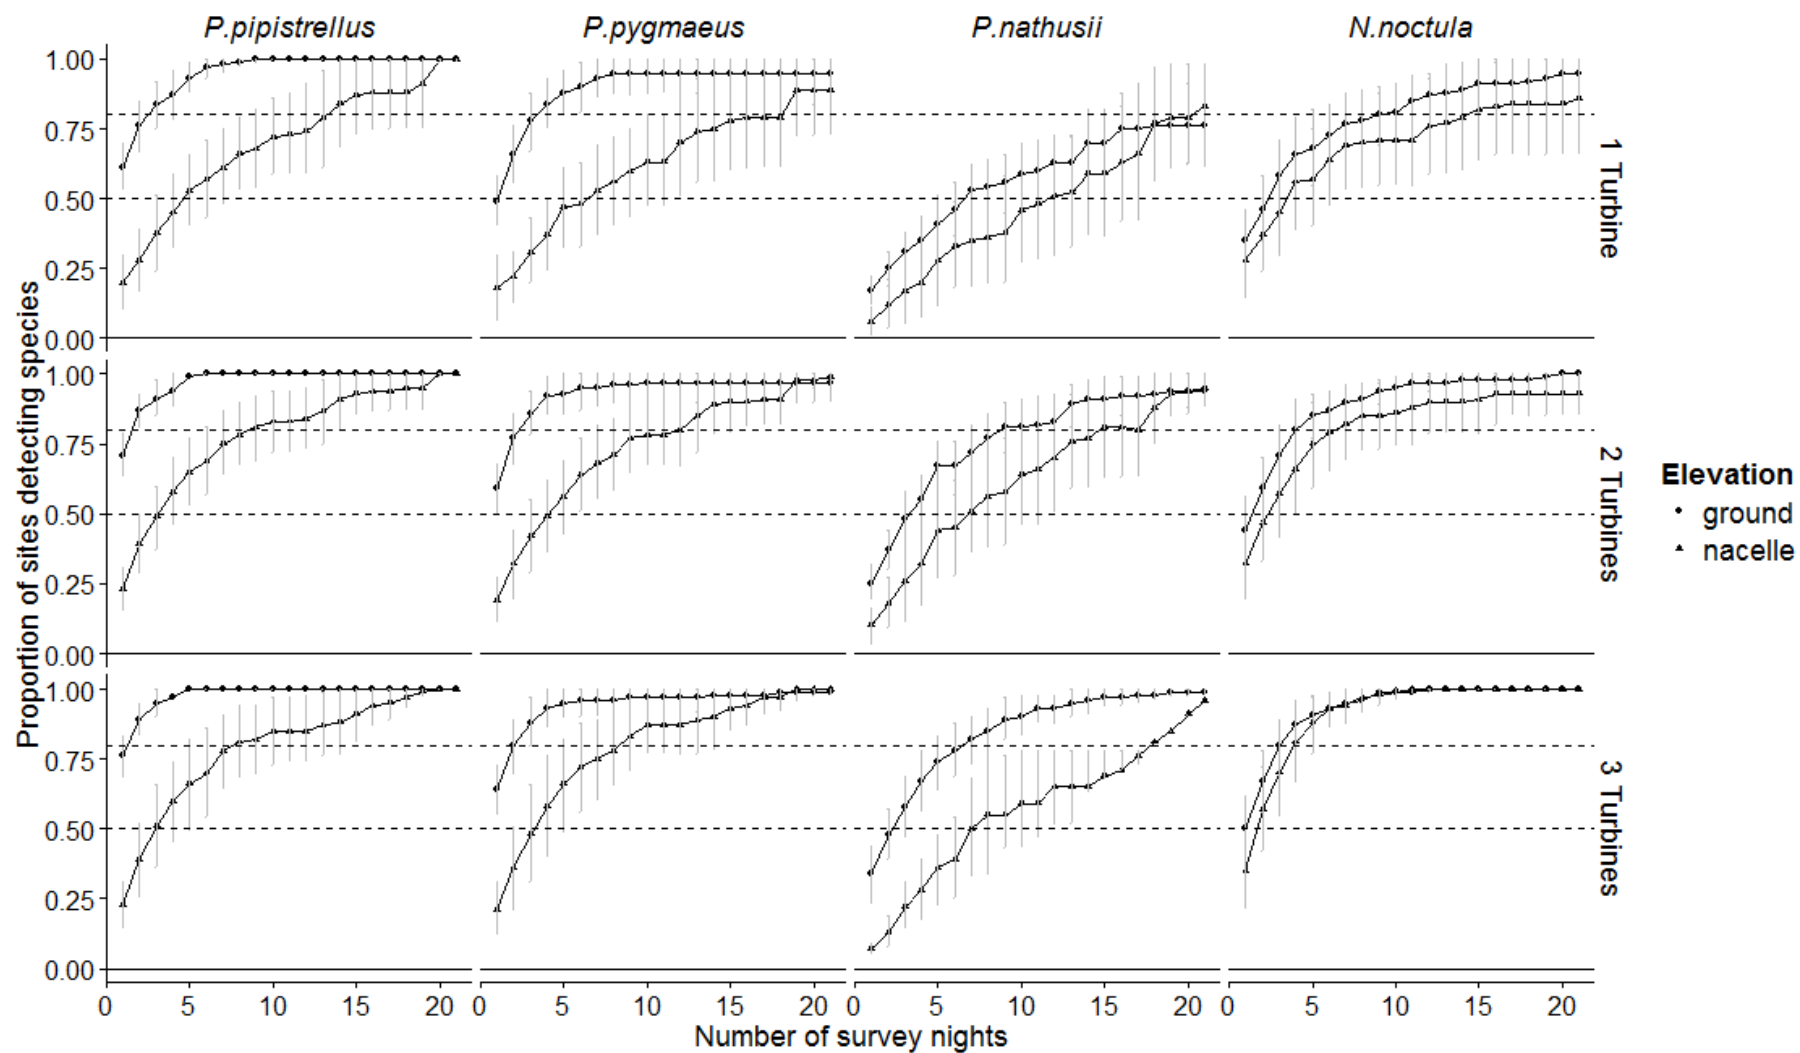 P.pipistrellus P.pygmaeus P.nathusii N.noctula
1.00
0.75
0.50
0.25
0.00
1 Turbine
1.00
0.75
0.50
0.25
0.00
2 Turbines
1.00
0.75
0.50
0.25
0.00
3 Turbines
Proportion of sites detecting species
0 5 10 15 20 0 5 10 15 20 0 5 10 15 20 0 5 10 15 20
Number of survey nights
Elevation
ground
nacelle